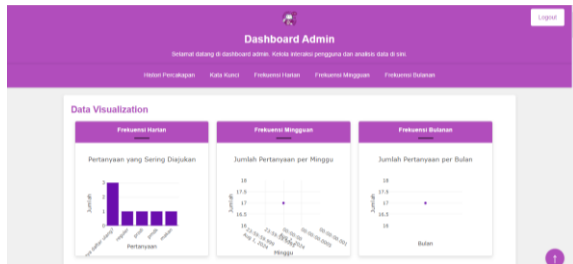 Logout
Dashboard Admin
Selamat datang di dashboard admin. Kelola interaksi pengguna dan analisis data di sini.
Histori Percakapan Kata Kunci Frekuensi Harian Frekuensi Mingguan Frekuensi Bulanan
Data Visualization
Frekuensi Harian
Pertanyaan yang Sering Diajukan
Jumlah
3
2
1
0
Pertanyaan
Frekuensi Mingguan
Jumlah Pertanyaan per Minggu
Jumlah
18
17.5
17
16.5
16
Aug 1, 2024
Minggu
Frekuensi Bulanan
Jumlah Pertanyaan per Bulan
Jumlah
18
17.5
17
16.5
16
Bulan